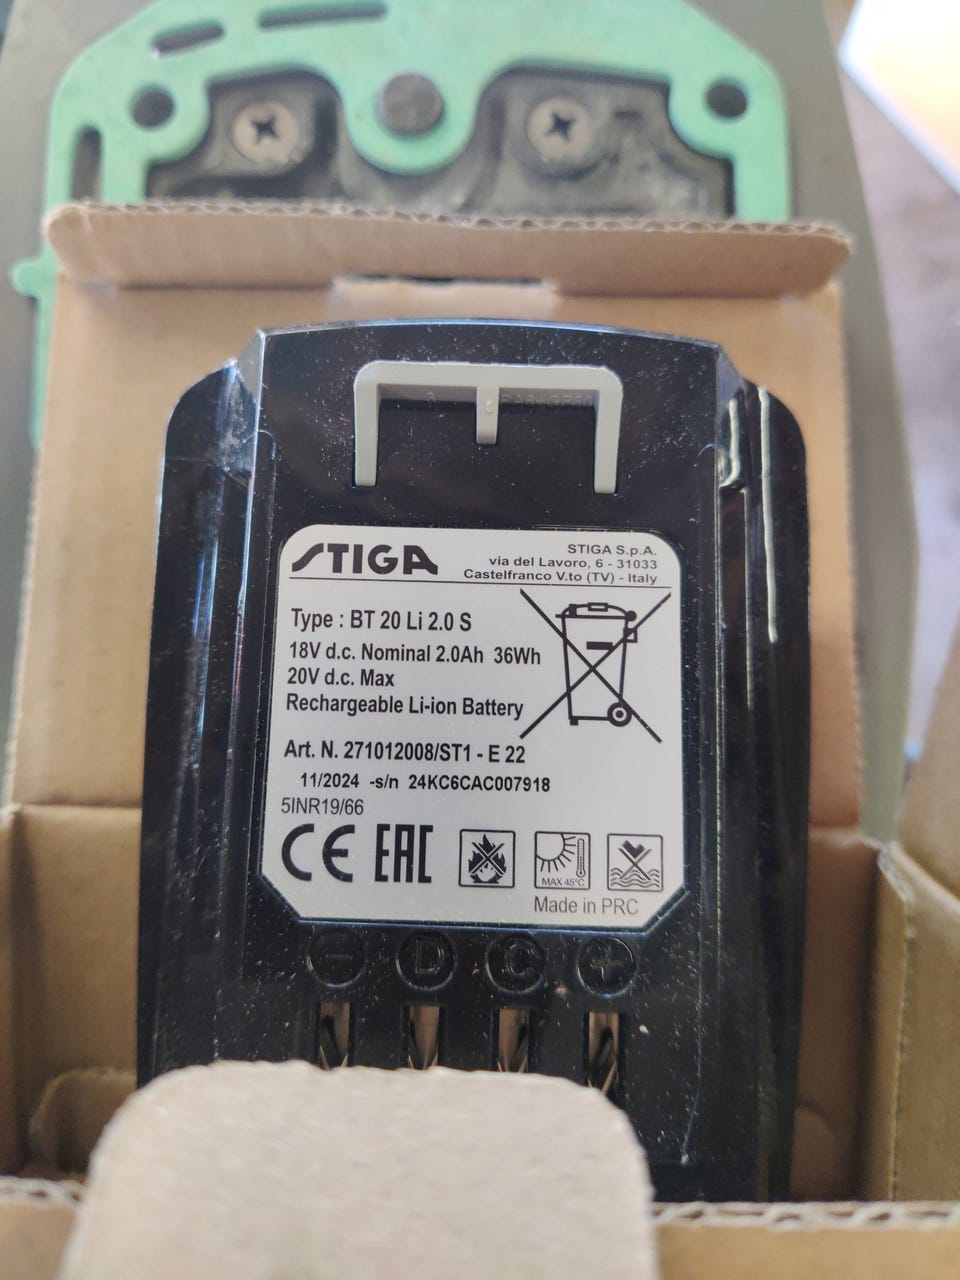 STIGA
STIGA S.p.A.
via del Lavoro, 6 - 31033
Castelfranco V.to (TV) - Italy
Type : BT 20 Li 2.0 S
18V d.c. Nominal 2.0Ah 36Wh
20V d.c. Max
Rechargeable Li-ion Battery
Art. N. 271012008/ST1 - E 22
11/2024 -s/n 24KC6CAC007918
5INR19/66
CE EAC
MAX 45°C
Made in PRC
- D C +